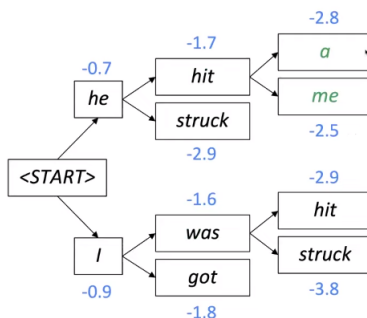 -2.8
-1.7
a
-0.7
hit
he
me
struck
-2.5
-2.9
-2.9
<START>
-1.6
hit
was
I
struck
got
-0.9
-3.8
-1.8